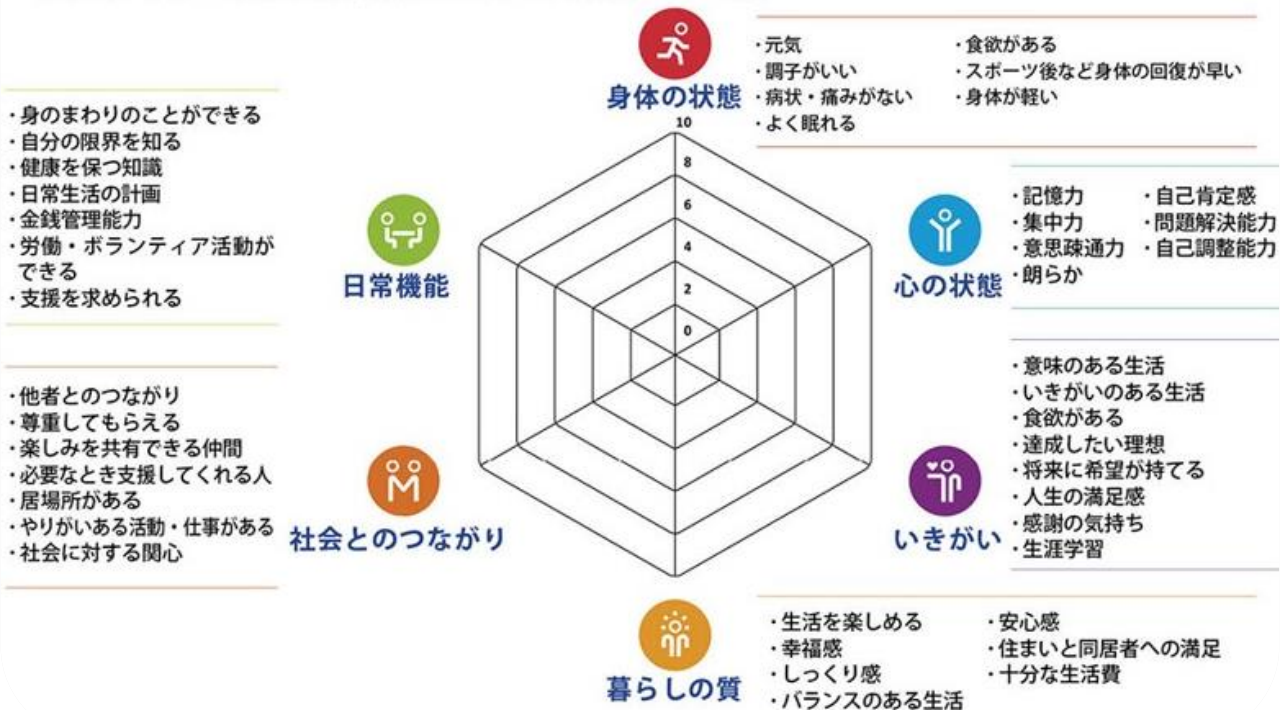 身体の状態
・元気
・調子がいい
・病状・痛みがない
・よく眠れる
・食欲がある
・スポーツ後など身体の回復が早い
・身体が軽い
心の状態
・記憶力
・集中力
・意思疎通力
・朗らか
・自己肯定感
・問題解決能力
・自己調整能力
いきがい
・意味のある生活
・いきがいのある生活
・食欲がある
・達成したい理想
・将来に希望が持てる
・人生の満足感
・感謝の気持ち
・生涯学習
暮らしの質
・生活を楽しめる
・幸福感
・しっくり感
・バランスのある生活
・安心感
・住まいと同居者への満足
・十分な生活費
社会とのつながり
・他者とのつながり
・尊重してもらえる
・楽しみを共有できる仲間
・必要なとき支援してくれる人
・居場所がある
・やりがいある活動・仕事がある
・社会に対する関心
日常機能
・身のまわりのことができる
・自分の限界を知る
・健康を保つ知識
・日常生活の計画
・金銭管理能力
・労働・ボランティア活動が
できる
・支援を求められる
10
8
6
4
2
0